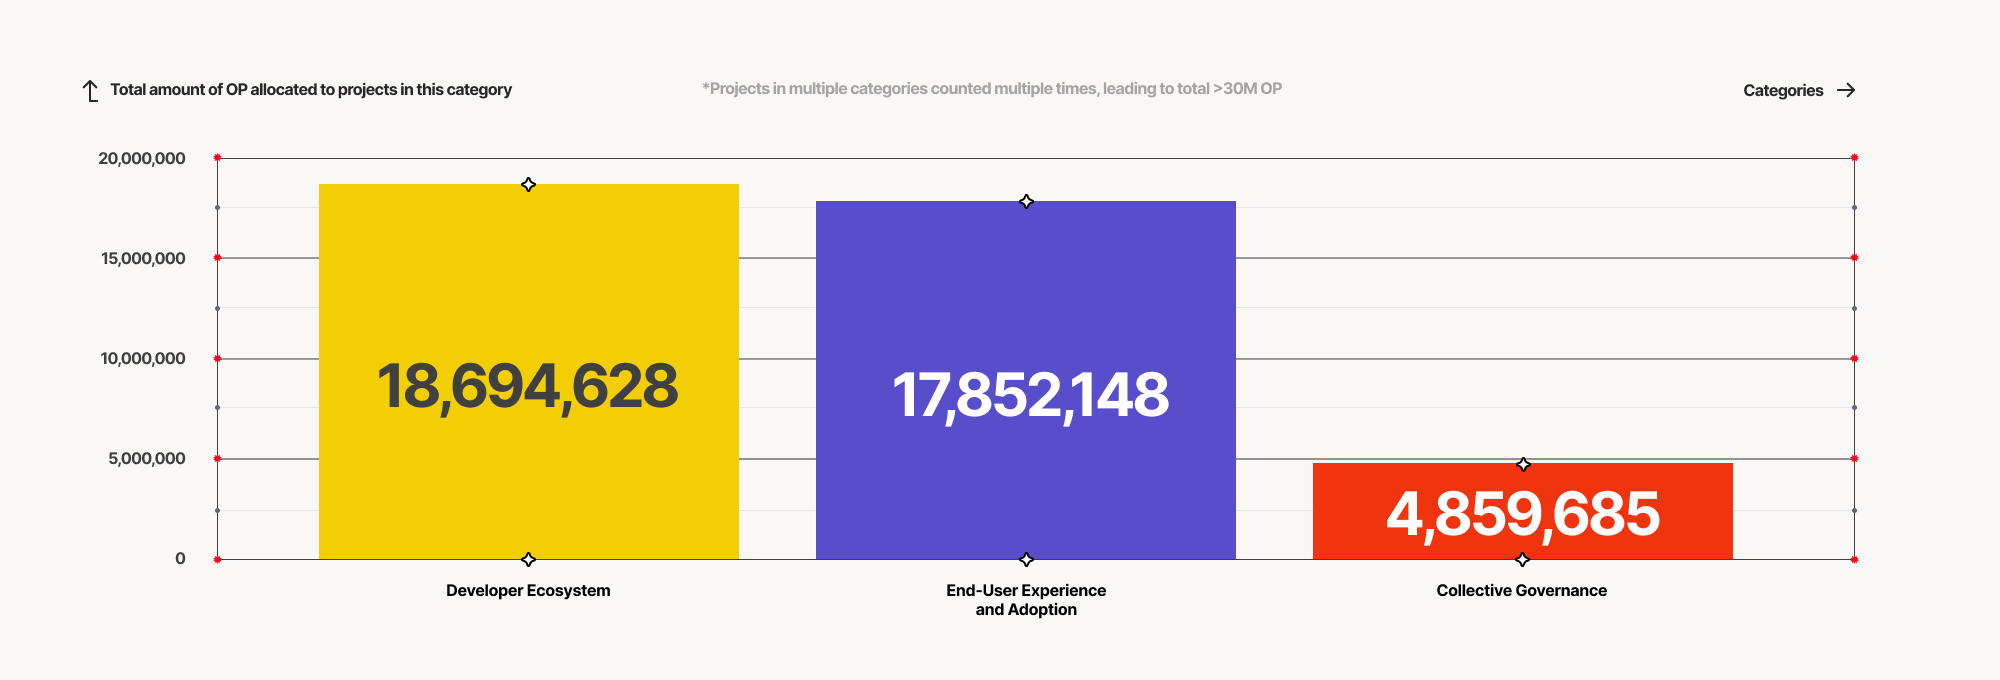 Total amount of OP allocated to projects in this category
*Projects in multiple categories counted multiple times, leading to total >30M OP
Categories
20,000,000
15,000,000
10,000,000
5,000,000
0
18,694,628
17,852,148
4,859,685
Developer Ecosystem
End-User Experience
and Adoption
Collective Governance